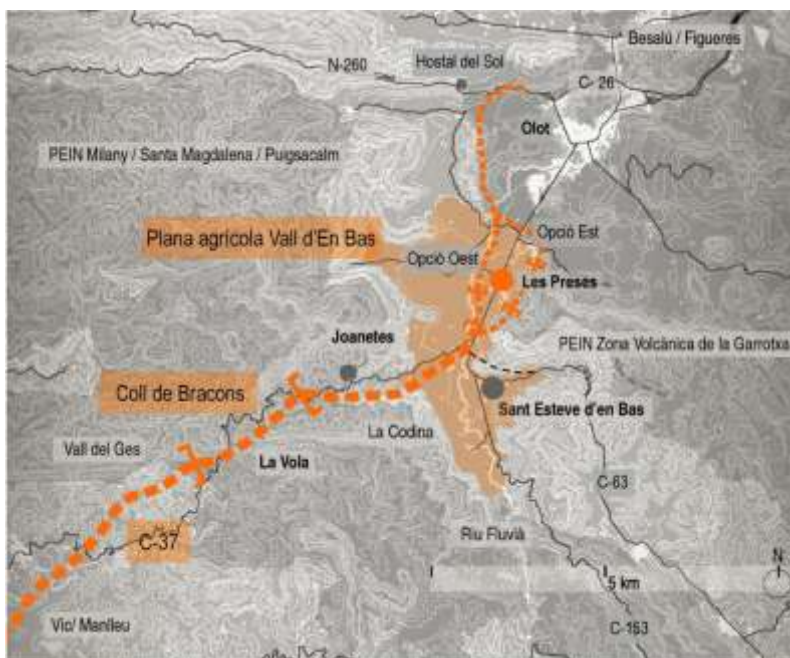 Besalú / Figueres
Hostal del Sol
N-260
C- 26
Olot
PEIN Milany / Santa Magdalena / Puigsacalm
Plana agrícola Vall d'En Bas
Opció Est
Opció Oest
Les Preses
Joanetes
PEIN Zona Volcànica de la Garrotxa
Coll de Bracons
Sant Esteve d'en Bas
La Codina
Vall del Ges
La Vola
C-63
C-37
Riu Fluvià
N
5 km
Vic/ Manlleu
C-153